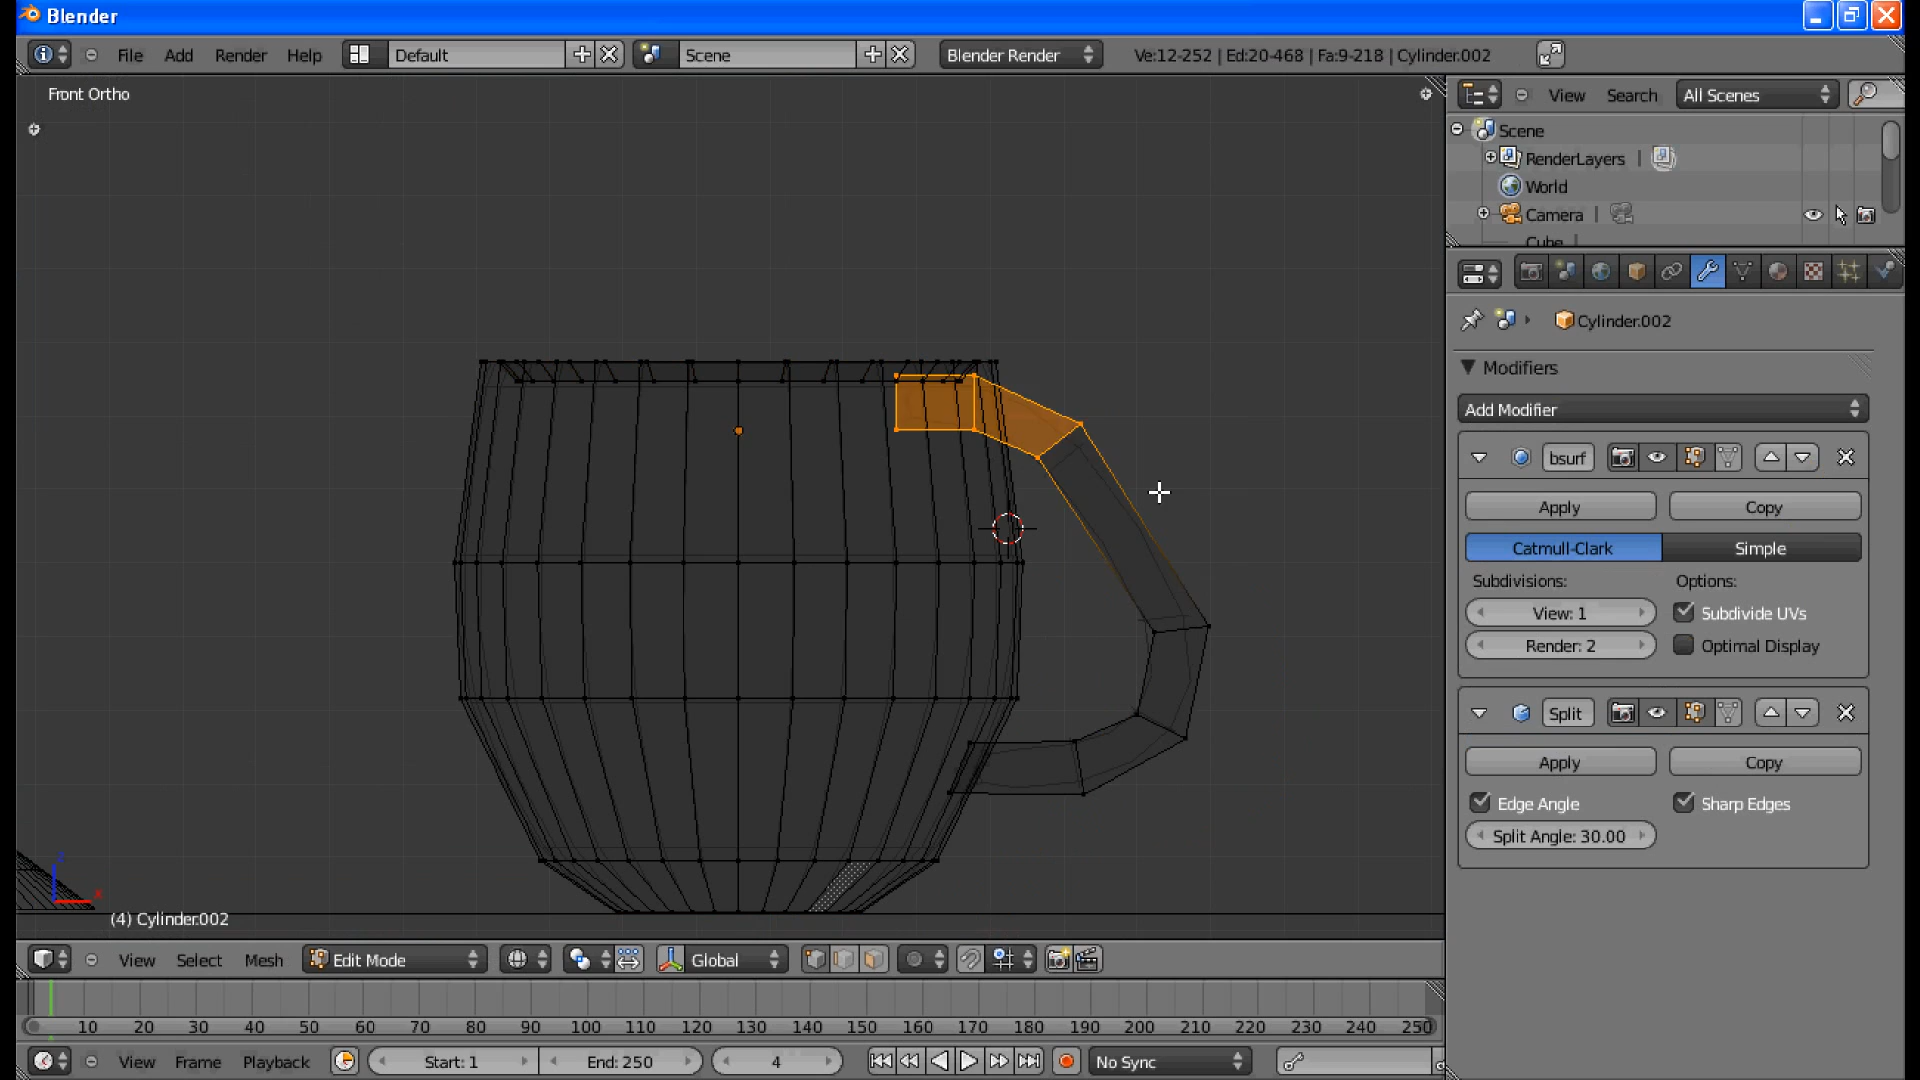 Blender
File Add Render Help Default Scene Blender Render Ve:12-252 | Ed:20-468 | Fa:9-218 | Cylinder.002
Front Ortho
View Search All Scenes
Scene
RenderLayers |
World
Camera |
Cube |
Cylinder.002
Modifiers
Add Modifier
bsurf
Apply Copy
Catmull-Clark Simple
Subdivisions: Options:
View: 1 Subdivide UVs
Render: 2 Optimal Display
Split
Apply Copy
Edge Angle Sharp Edges
Split Angle: 30.00
z
x
(4) Cylinder.002
View Select Mesh Edit Mode Global
10 20 30 40 50 60 70 80 90 100 110 120 130 140 150 160 170 180 190 200 210 220 230 240 250
View Frame Playback Start: 1 End: 250 4 No Sync